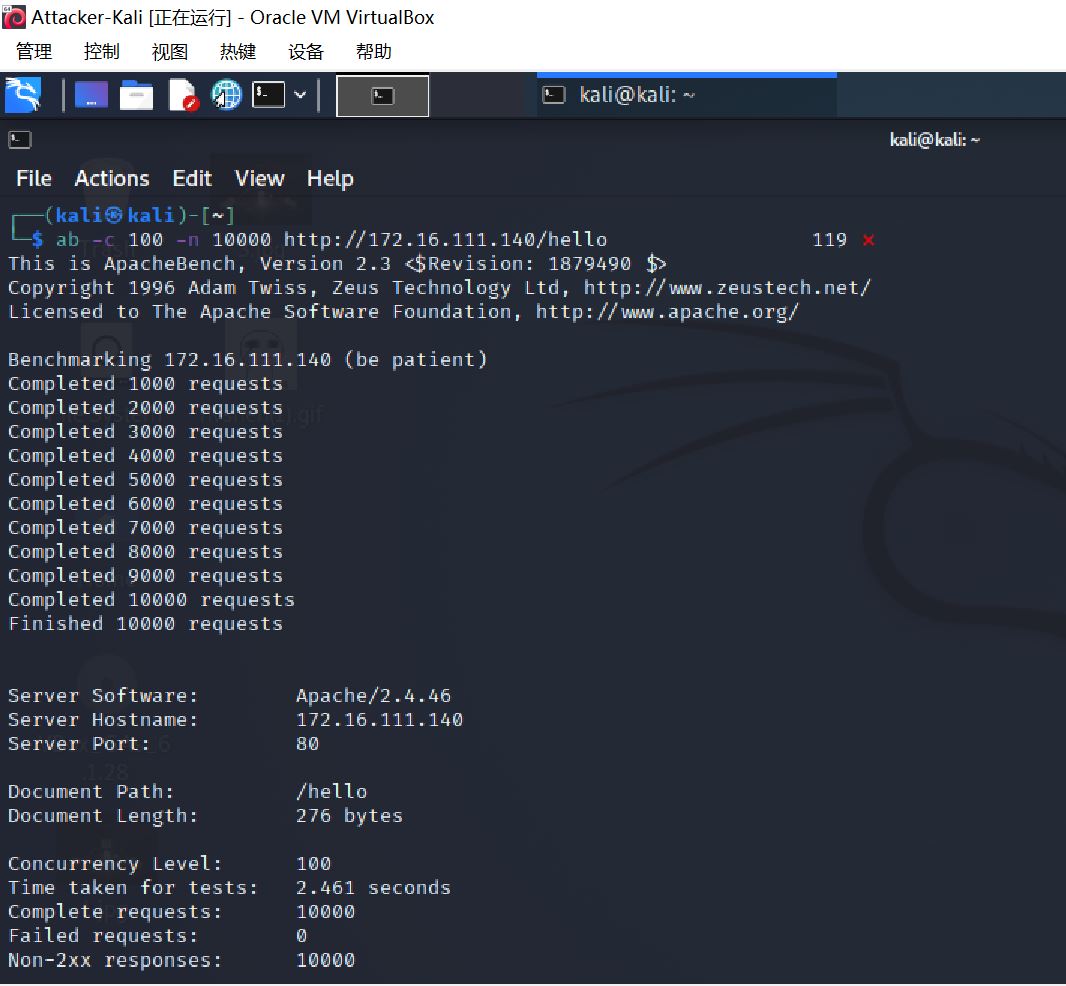 Attacker-Kali [正在运行] - Oracle VM VirtualBox
管理 控制 视图 热键 设备 帮助
kali@kali: ~
kali@kali: ~
File Actions Edit View Help
┌──(kali㉿kali)-[~]
└─$ ab -c 100 -n 10000 http://172.16.111.140/hello 119 ⨯
This is ApacheBench, Version 2.3 <$Revision: 1879490 $>
Copyright 1996 Adam Twiss, Zeus Technology Ltd, http://www.zeustech.net/
Licensed to The Apache Software Foundation, http://www.apache.org/
Benchmarking 172.16.111.140 (be patient)
Completed 1000 requests
Completed 2000 requests
Completed 3000 requests
Completed 4000 requests
Completed 5000 requests
Completed 6000 requests
Completed 7000 requests
Completed 8000 requests
Completed 9000 requests
Completed 10000 requests
Finished 10000 requests
Server Software: Apache/2.4.46
Server Hostname: 172.16.111.140
Server Port: 80
Document Path: /hello
Document Length: 276 bytes
Concurrency Level: 100
Time taken for tests: 2.461 seconds
Complete requests: 10000
Failed requests: 0
Non-2xx responses: 10000